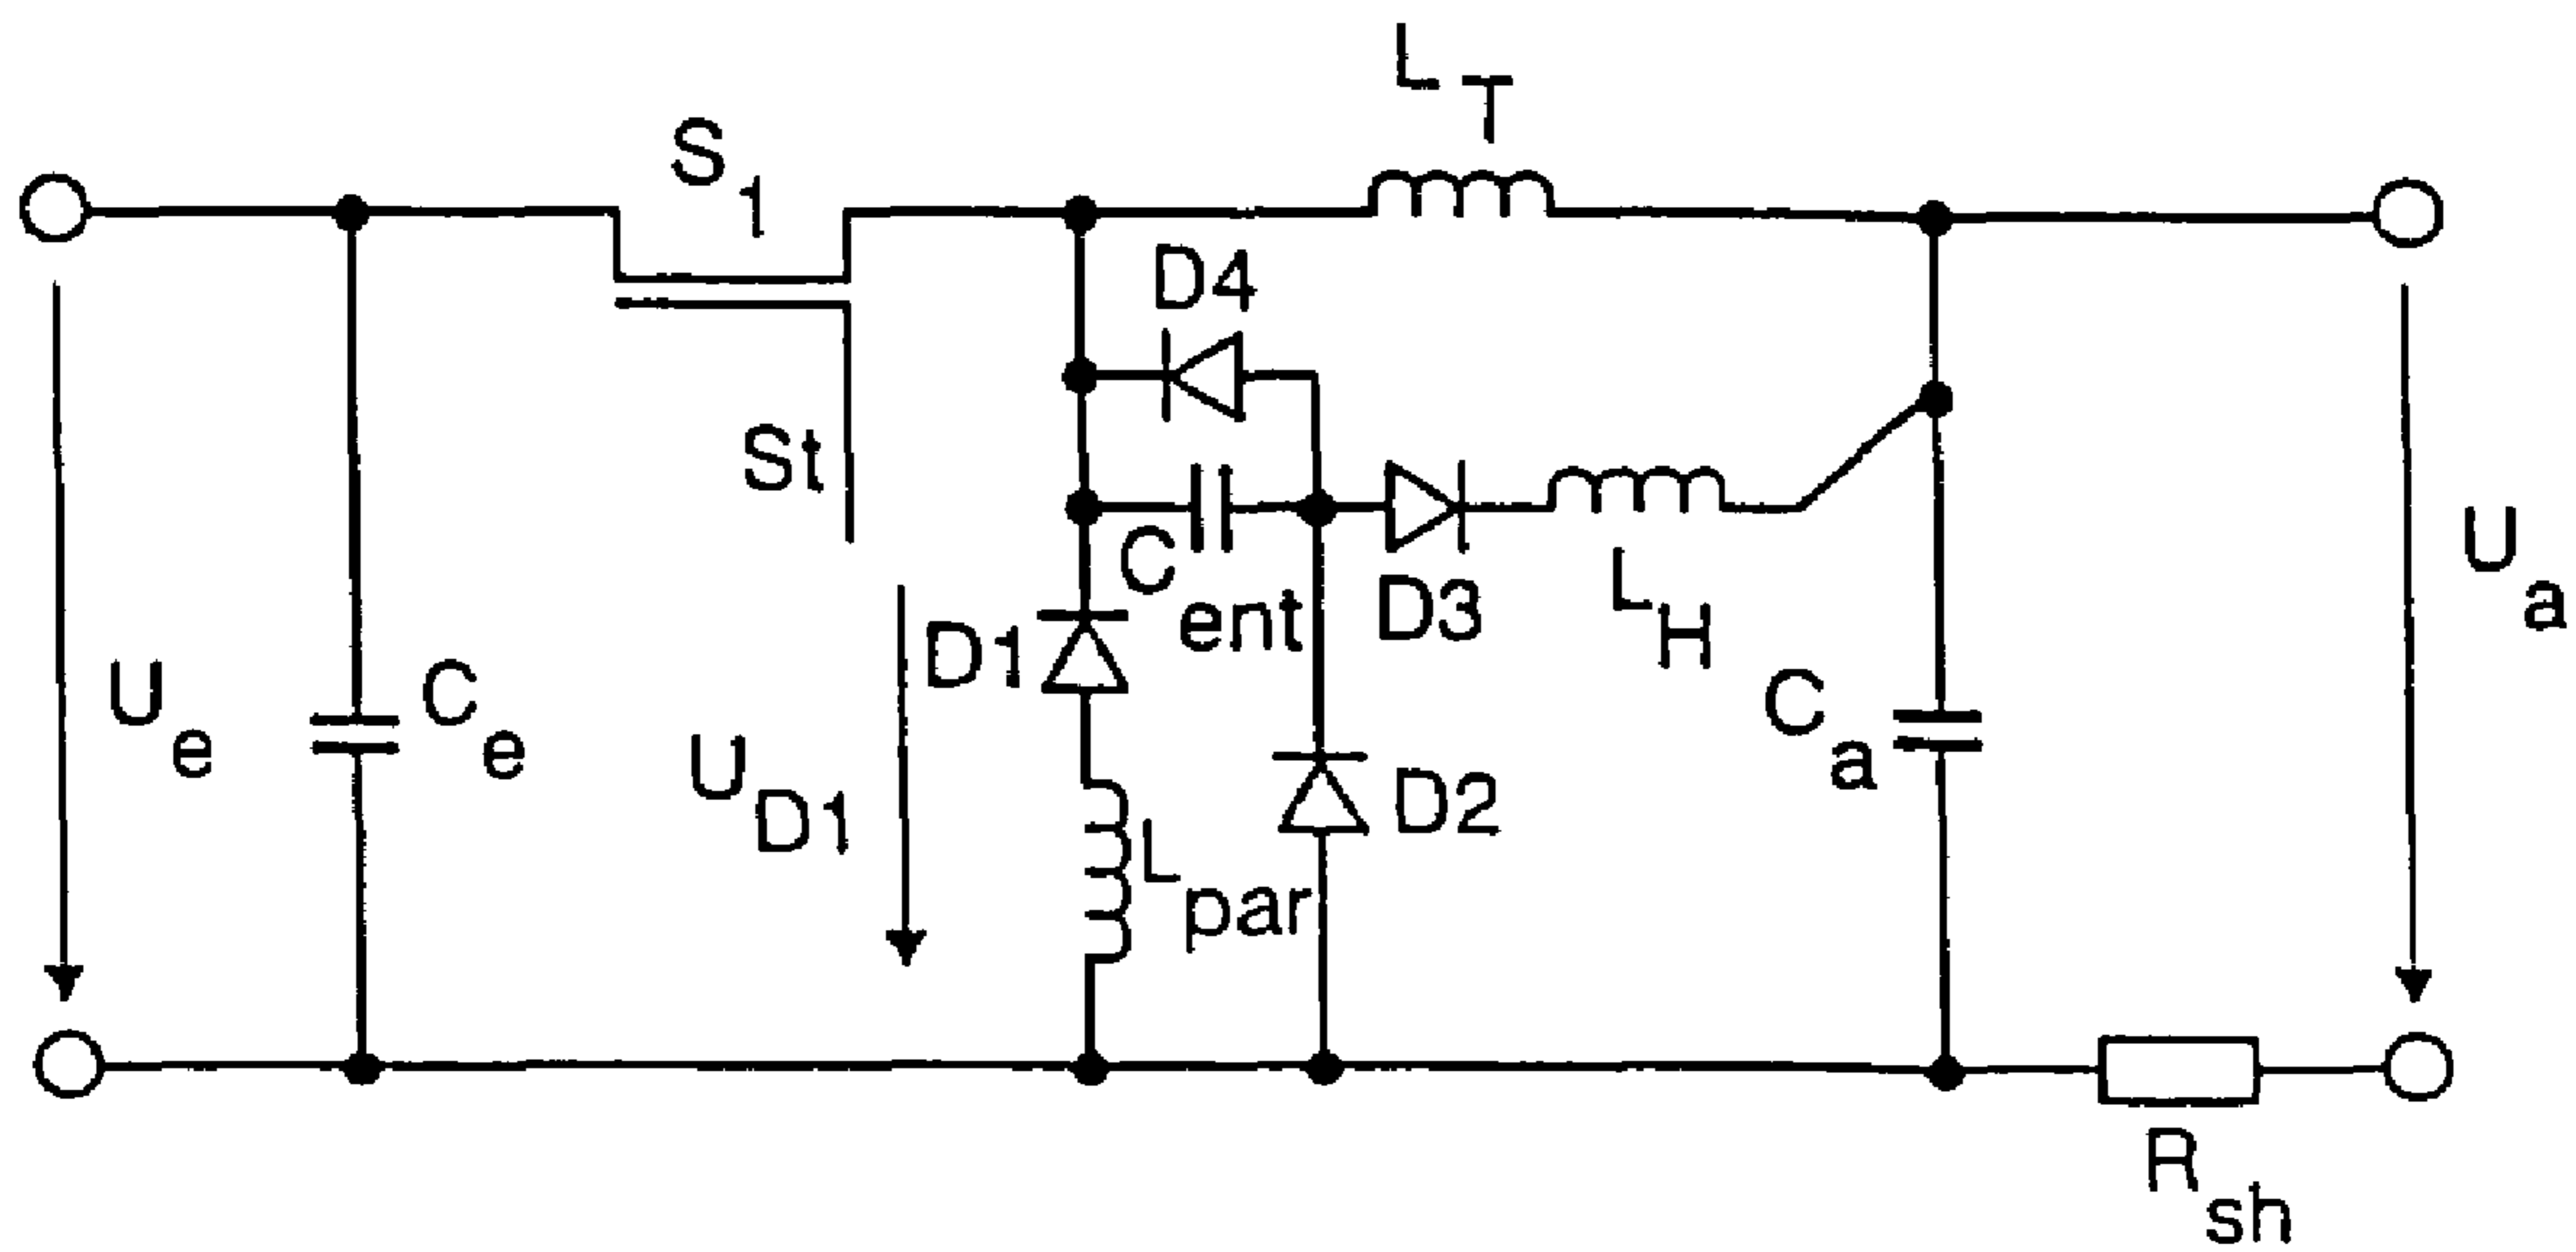 L_T
S_1
D4
St
C_ent
D3
L_H
U_a
D1
U_e
C_e
C_a
U_D1
D2
L_par
R_sh